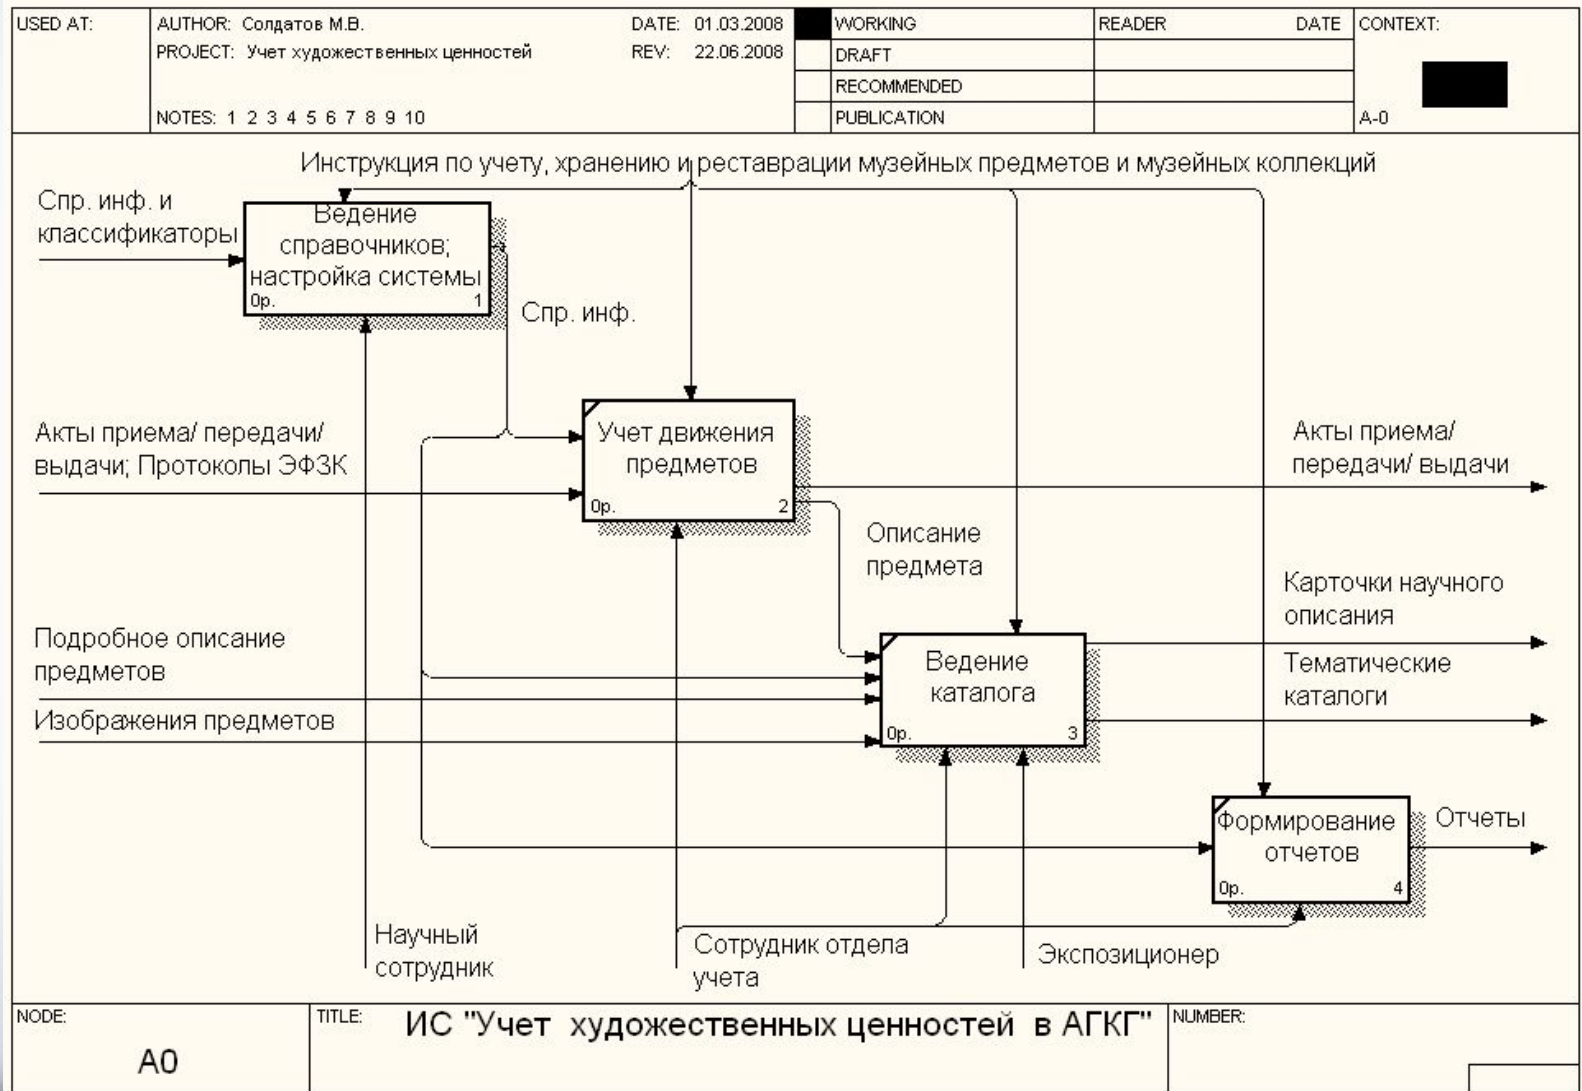 USED AT:
AUTHOR: Солдатов М.В.
DATE: 01.03.2008
PROJECT: Учет художественных ценностей
REV: 22.06.2008
NOTES: 1 2 3 4 5 6 7 8 9 10
WORKING
DRAFT
RECOMMENDED
PUBLICATION
READER DATE
CONTEXT:
A-0
Инструкция по учету, хранению и реставрации музейных предметов и музейных коллекций
Спр. инф. и
классификаторы
Ведение
справочников;
настройка системы
0р. 1
Спр. инф.
Акты приема/ передачи/
выдачи; Протоколы ЭФЗК
Учет движения
предметов
0р. 2
Акты приема/
передачи/ выдачи
Описание
предмета
Карточки научного
описания
Подробное описание
предметов
Ведение
каталога
0р. 3
Тематические
каталоги
Изображения предметов
Формирование
отчетов
0р. 4
Отчеты
Научный
сотрудник
Сотрудник отдела
учета
Экспозиционер
NODE:
A0
TITLE:
ИС "Учет художественных ценностей в АГКГ"
NUMBER: